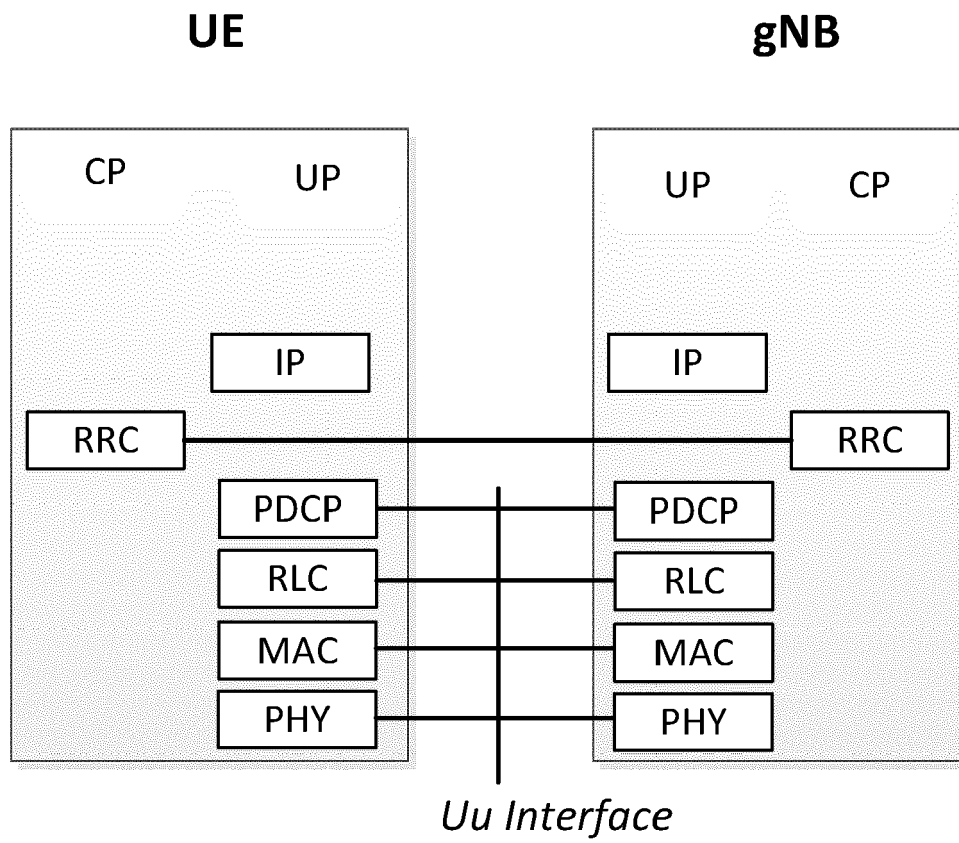 UE gNB
CP UP UP CP
IP IP
RRC RRC
PDCP PDCP
RLC RLC
MAC MAC
PHY PHY
Uu Interface